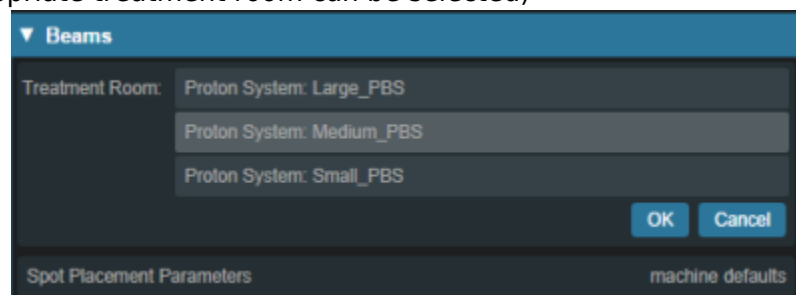 ▼ Beams
Treatment Room: Proton System: Large_PBS
Proton System: Medium_PBS
Proton System: Small_PBS
OK Cancel
Spot Placement Parameters machine defaults